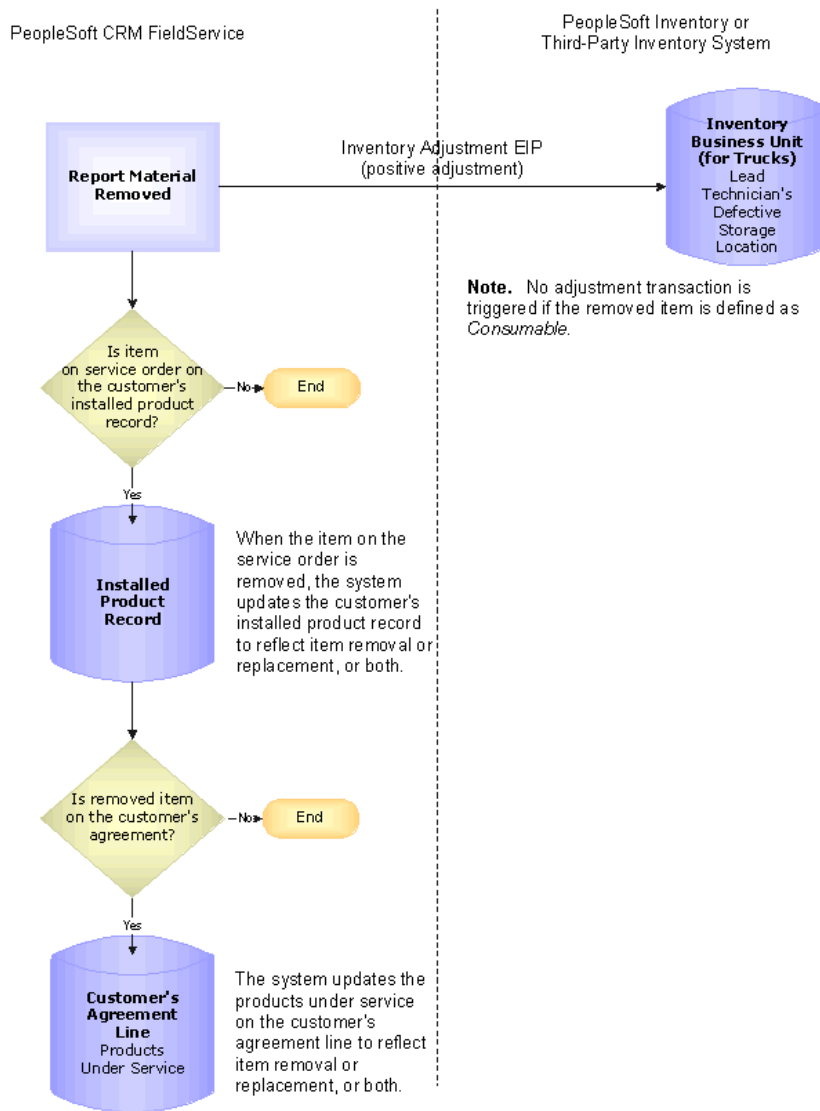 PeopleSoft CRM FieldService
PeopleSoft Inventory or
Third-Party Inventory System
Report Material
Removed
Inventory Adjustment EIP
(positive adjustment)
Inventory
Business Unit
(for Trucks)
Lead
Technician's
Defective
Storage
Location
Note. No adjustment transaction is
triggered if the removed item is defined as
Consumable.
Is item
on service order on
the customer's
installed product
record?
No
End
Yes
Installed
Product
Record
When the item on the
service order is
removed, the system
updates the customer's
installed product record
to reflect item removal or
replacement, or both.
Is removed item
on the customer's
agreement?
No
End
Yes
Customer's
Agreement
Line
Products
Under Service
The system updates the
products under service
on the customer's
agreement line to reflect
item removal or
replacement, or both.